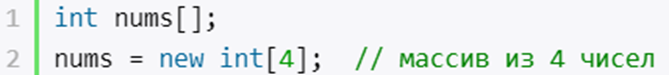 1 int nums[];
2 nums = new int[4]; // массив из 4 чисел